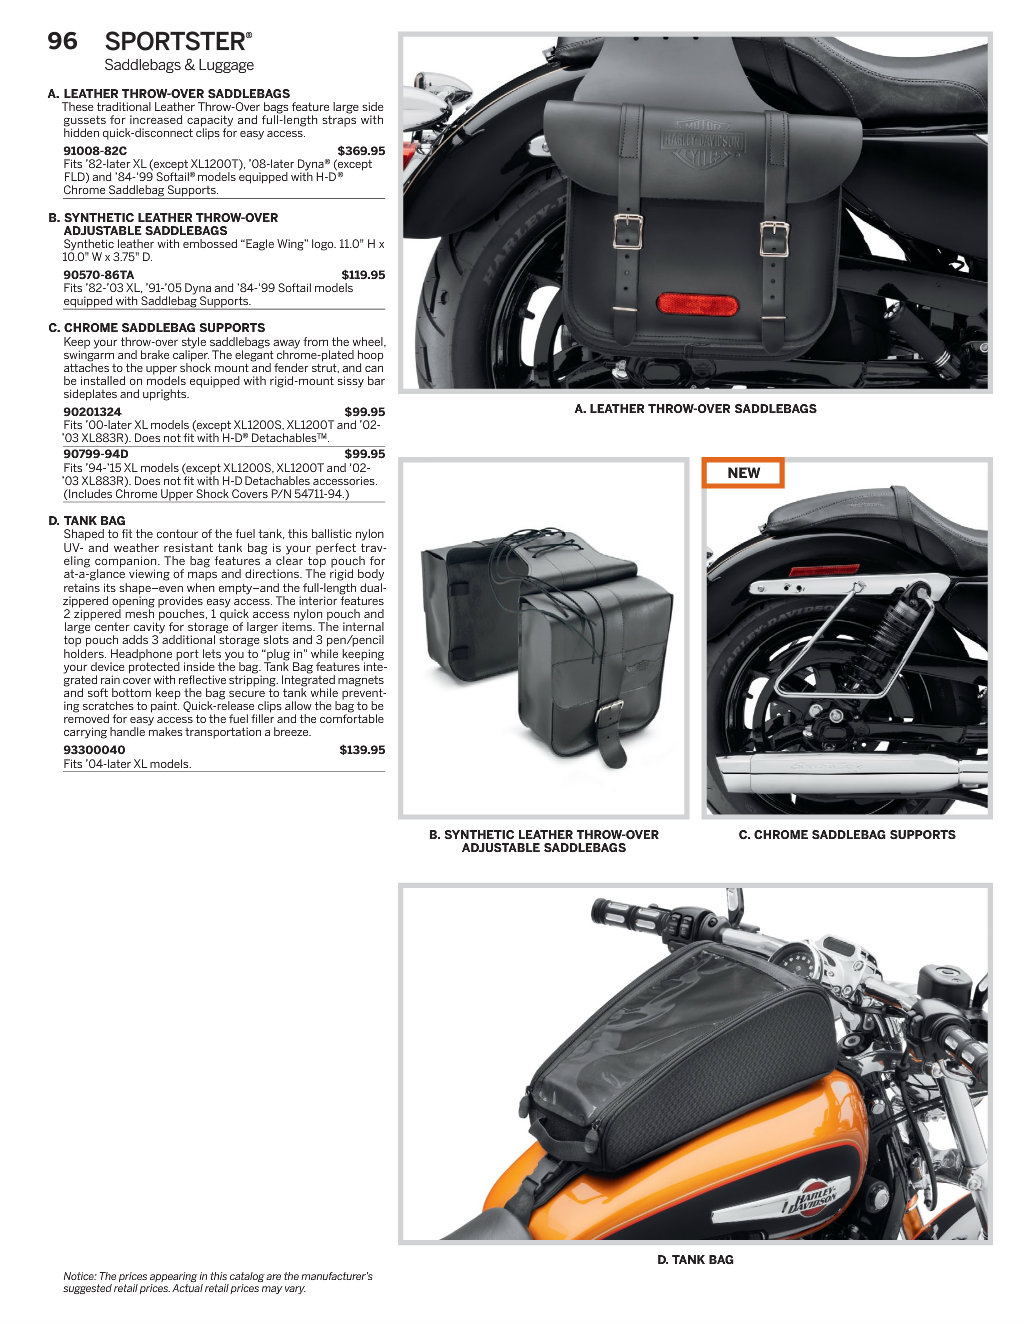 96 SPORTSTER®
Saddlebags & Luggage
A. LEATHER THROW-OVER SADDLEBAGS
These traditional Leather Throw-Over bags feature large side
gussets for increased capacity and full-length straps with
hidden quick-disconnect clips for easy access.
91008-82C $369.95
Fits ’82-later XL (except XL1200T), ’08-later Dyna® (except
FLD) and ’84-’99 Softail® models equipped with H-D®
Chrome Saddlebag Supports.
B. SYNTHETIC LEATHER THROW-OVER
ADJUSTABLE SADDLEBAGS
Synthetic leather with embossed “Eagle Wing” logo. 11.0" H x
10.0" W x 3.75" D.
90570-86TA $119.95
Fits ’82-’03 XL, ’91-’05 Dyna and ’84-’99 Softail models
equipped with Saddlebag Supports.
C. CHROME SADDLEBAG SUPPORTS
Keep your throw-over style saddlebags away from the wheel,
swingarm and brake caliper. The elegant chrome-plated hoop
attaches to the upper shock mount and fender strut, and can
be installed on models equipped with rigid-mount sissy bar
sideplates and uprights.
90201324 $99.95
Fits ’00-later XL models (except XL1200S, XL1200T and ’02-
’03 XL883R). Does not fit with H-D® Detachables™.
90799-94D $99.95
Fits ’94-’15 XL models (except XL1200S, XL1200T and ’02-
’03 XL883R). Does not fit with H-D Detachables accessories.
(Includes Chrome Upper Shock Covers P/N 54711-94.)
D. TANK BAG
Shaped to fit the contour of the fuel tank, this ballistic nylon
UV- and weather resistant tank bag is your perfect trav-
eling companion. The bag features a clear top pouch for
at-a-glance viewing of maps and directions. The rigid body
retains its shape–even when empty–and the full-length dual-
zippered opening provides easy access. The interior features
2 zippered mesh pouches, 1 quick access nylon pouch and
large center cavity for storage of larger items. The internal
top pouch adds 3 additional storage slots and 3 pen/pencil
holders. Headphone port lets you to “plug in” while keeping
your device protected inside the bag. Tank Bag features inte-
grated rain cover with reflective stripping. Integrated magnets
and soft bottom keep the bag secure to tank while prevent-
ing scratches to paint. Quick-release clips allow the bag to be
removed for easy access to the fuel filler and the comfortable
carrying handle makes transportation a breeze.
93300040 $139.95
Fits ’04-later XL models.
MOTOR
HARLEY-DAVIDSON
CYCLES
HARLEY-D
A. LEATHER THROW-OVER SADDLEBAGS
B. SYNTHETIC LEATHER THROW-OVER
ADJUSTABLE SADDLEBAGS
NEW
C. CHROME SADDLEBAG SUPPORTS
HARLEY-
DAVIDSON
D. TANK BAG
Notice: The prices appearing in this catalog are the manufacturer’s
suggested retail prices. Actual retail prices may vary.